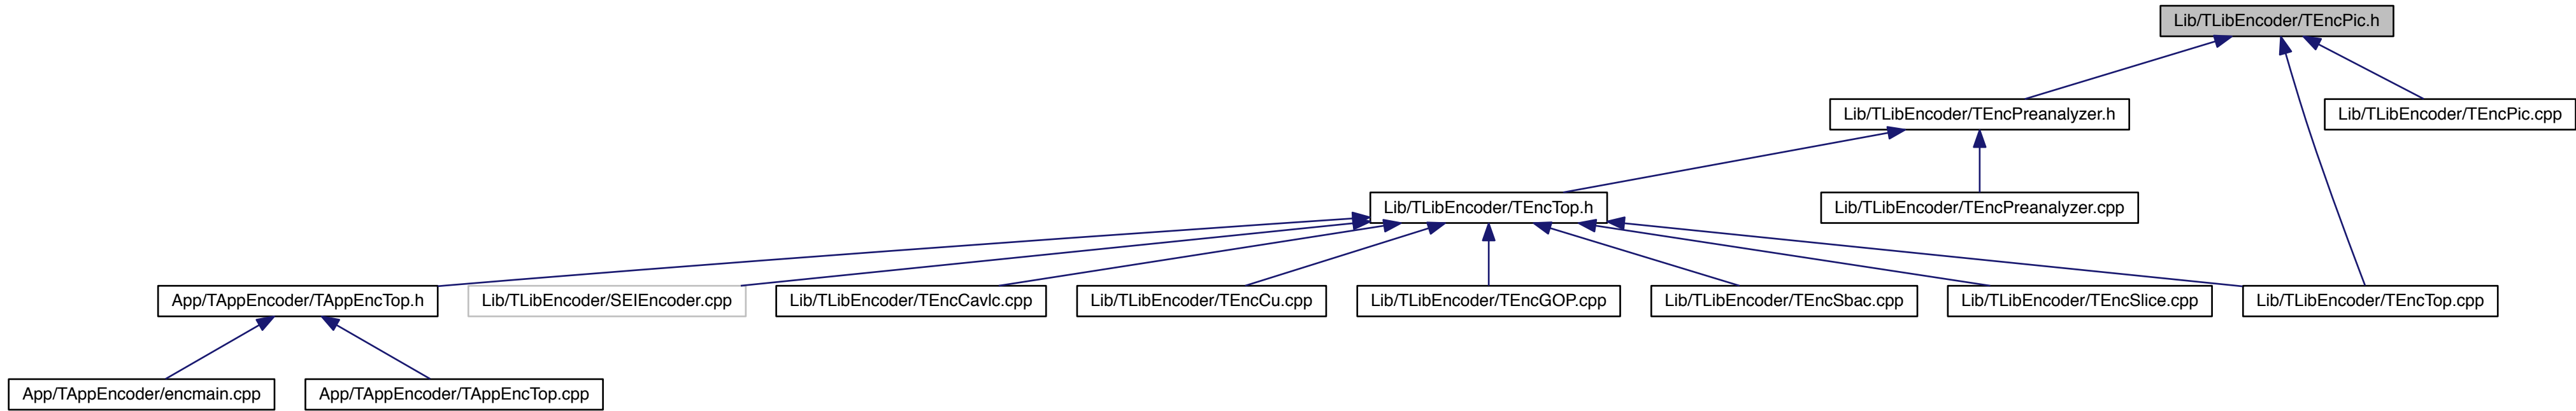 Lib/TLibEncoder/TEncPic.h
Lib/TLibEncoder/TEncPreanalyzer.h
Lib/TLibEncoder/TEncPic.cpp
Lib/TLibEncoder/TEncTop.h
Lib/TLibEncoder/TEncPreanalyzer.cpp
App/TAppEncoder/TAppEncTop.h
Lib/TLibEncoder/SEIEncoder.cpp
Lib/TLibEncoder/TEncCavlc.cpp
Lib/TLibEncoder/TEncCu.cpp
Lib/TLibEncoder/TEncGOP.cpp
Lib/TLibEncoder/TEncSbac.cpp
Lib/TLibEncoder/TEncSlice.cpp
Lib/TLibEncoder/TEncTop.cpp
App/TAppEncoder/encmain.cpp
App/TAppEncoder/TAppEncTop.cpp